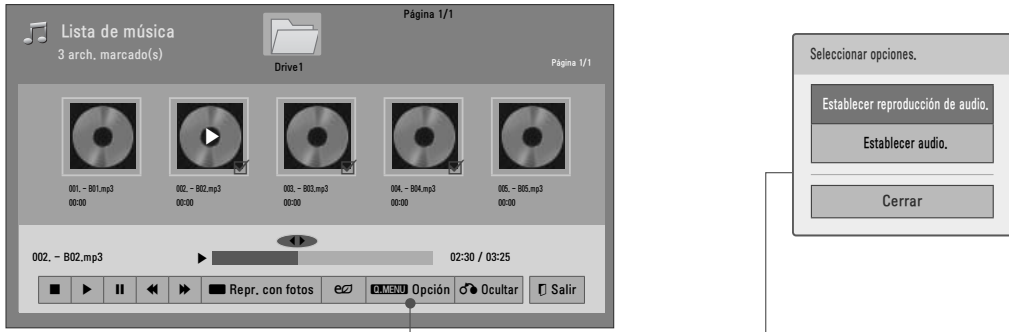 Página 1/1
Lista de música
3 arch. marcado(s)
Drive1
Página 1/1
001. - B01.mp3
00:00
002. - B02.mp3
00:00
003. - B03.mp3
00:00
004. - B04.mp3
00:00
005. - B05.mp3
00:00
002. - B02.mp3
02:30 / 03:25
Repr. con fotos
Q.MENU Opción
Ocultar
Salir
Seleccionar opciones.
Establecer reproducción de audio.
Establecer audio.
Cerrar